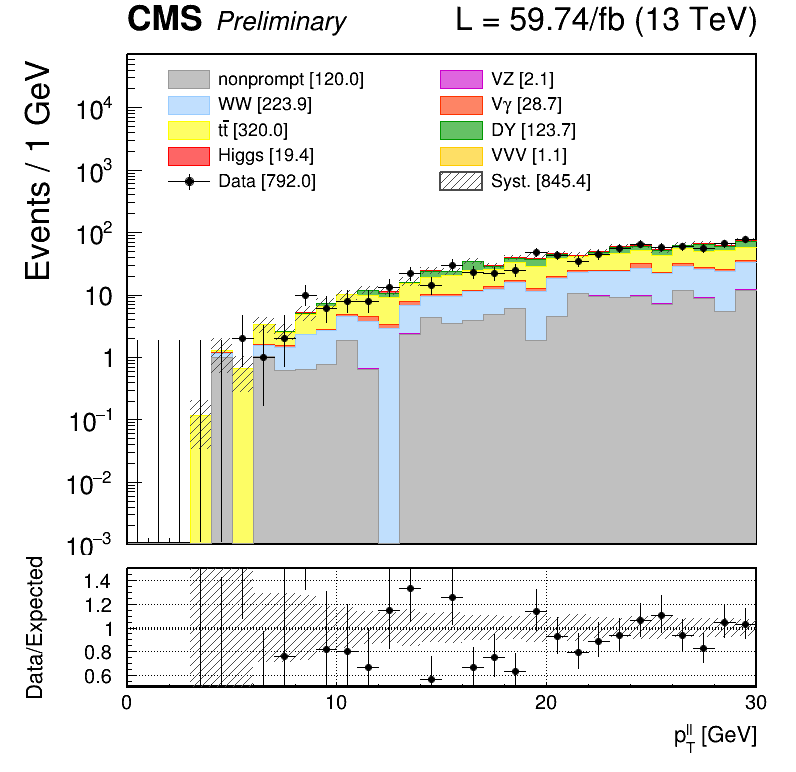 CMS Preliminary L = 59.74/fb (13 TeV)
Events / 1 GeV
nonprompt [120.0] VZ [2.1]
WW [223.9] Vγ [28.7]
tt̄ [320.0] DY [123.7]
Higgs [19.4] VVV [1.1]
Data [792.0] Syst. [845.4]
10⁴
10³
10²
10
1
10⁻¹
10⁻²
10⁻³
Data/Expected
1.4
1.2
1
0.8
0.6
0 10 20 30
p_T^ll [GeV]